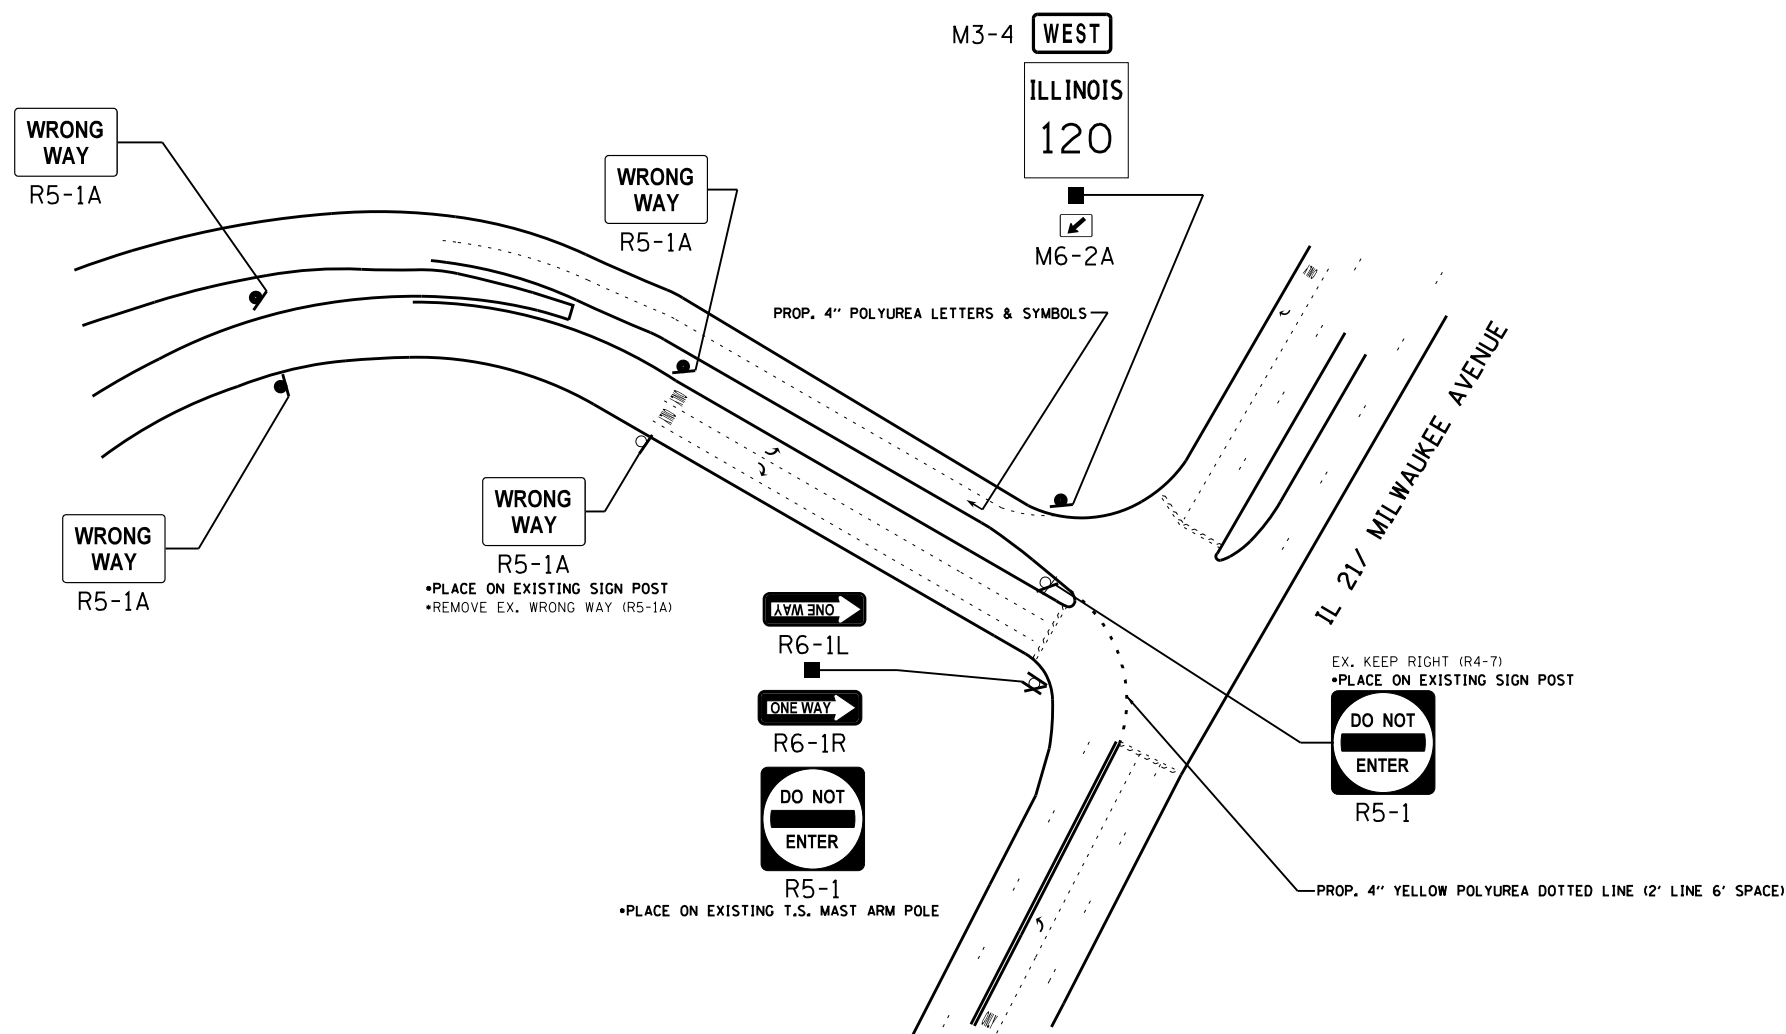 M3-4
WEST
ILLINOIS
120
M6-2A
WRONG
WAY
R5-1A
WRONG
WAY
R5-1A
PROP. 4" POLYUREA LETTERS & SYMBOLS
IL 21/ MILWAUKEE AVENUE
WRONG
WAY
R5-1A
WRONG
WAY
R5-1A
•PLACE ON EXISTING SIGN POST
*REMOVE EX. WRONG WAY (R5-1A)
ONE WAY
R6-1L
ONE WAY
R6-1R
DO NOT
ENTER
R5-1
•PLACE ON EXISTING T.S. MAST ARM POLE
EX. KEEP RIGHT (R4-7)
•PLACE ON EXISTING SIGN POST
DO NOT
ENTER
R5-1
PROP. 4" YELLOW POLYUREA DOTTED LINE (2' LINE 6' SPACE)